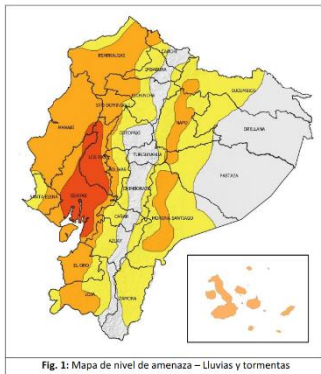 ESMERALDAS
CARCHI
IMBABURA
SUCUMBIOS
PICHINCHA
STO DOMINGO
NAPO
ORELLANA
MANABI
COTOPAXI
LOS RIOS
TUNGURAHUA
BOLIVAR
PASTAZA
SANTA ELENA
GUAYAS
CHIMBORAZO
MORONA SANTIAGO
CAÑAR
AZUAY
EL ORO
LOJA
ZAMORA
Fig. 1: Mapa de nivel de amenaza – Lluvias y tormentas